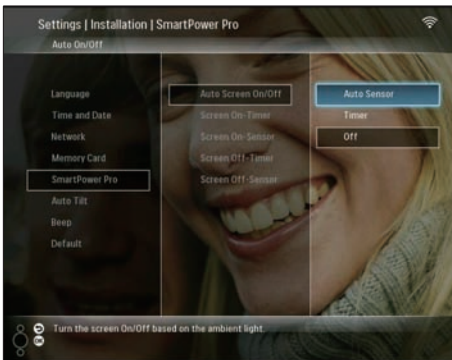 Settings | Installation | SmartPower Pro
Auto On/Off
Language
Time and Date
Network
Memory Card
SmartPower Pro
Auto Tilt
Beep
Default
Auto Screen On/Off
Screen On-Timer
Screen On-Sensor
Screen Off-Timer
Screen Off-Sensor
Auto Sensor
Timer
Off
OK
Turn the screen On/Off based on the ambient light.